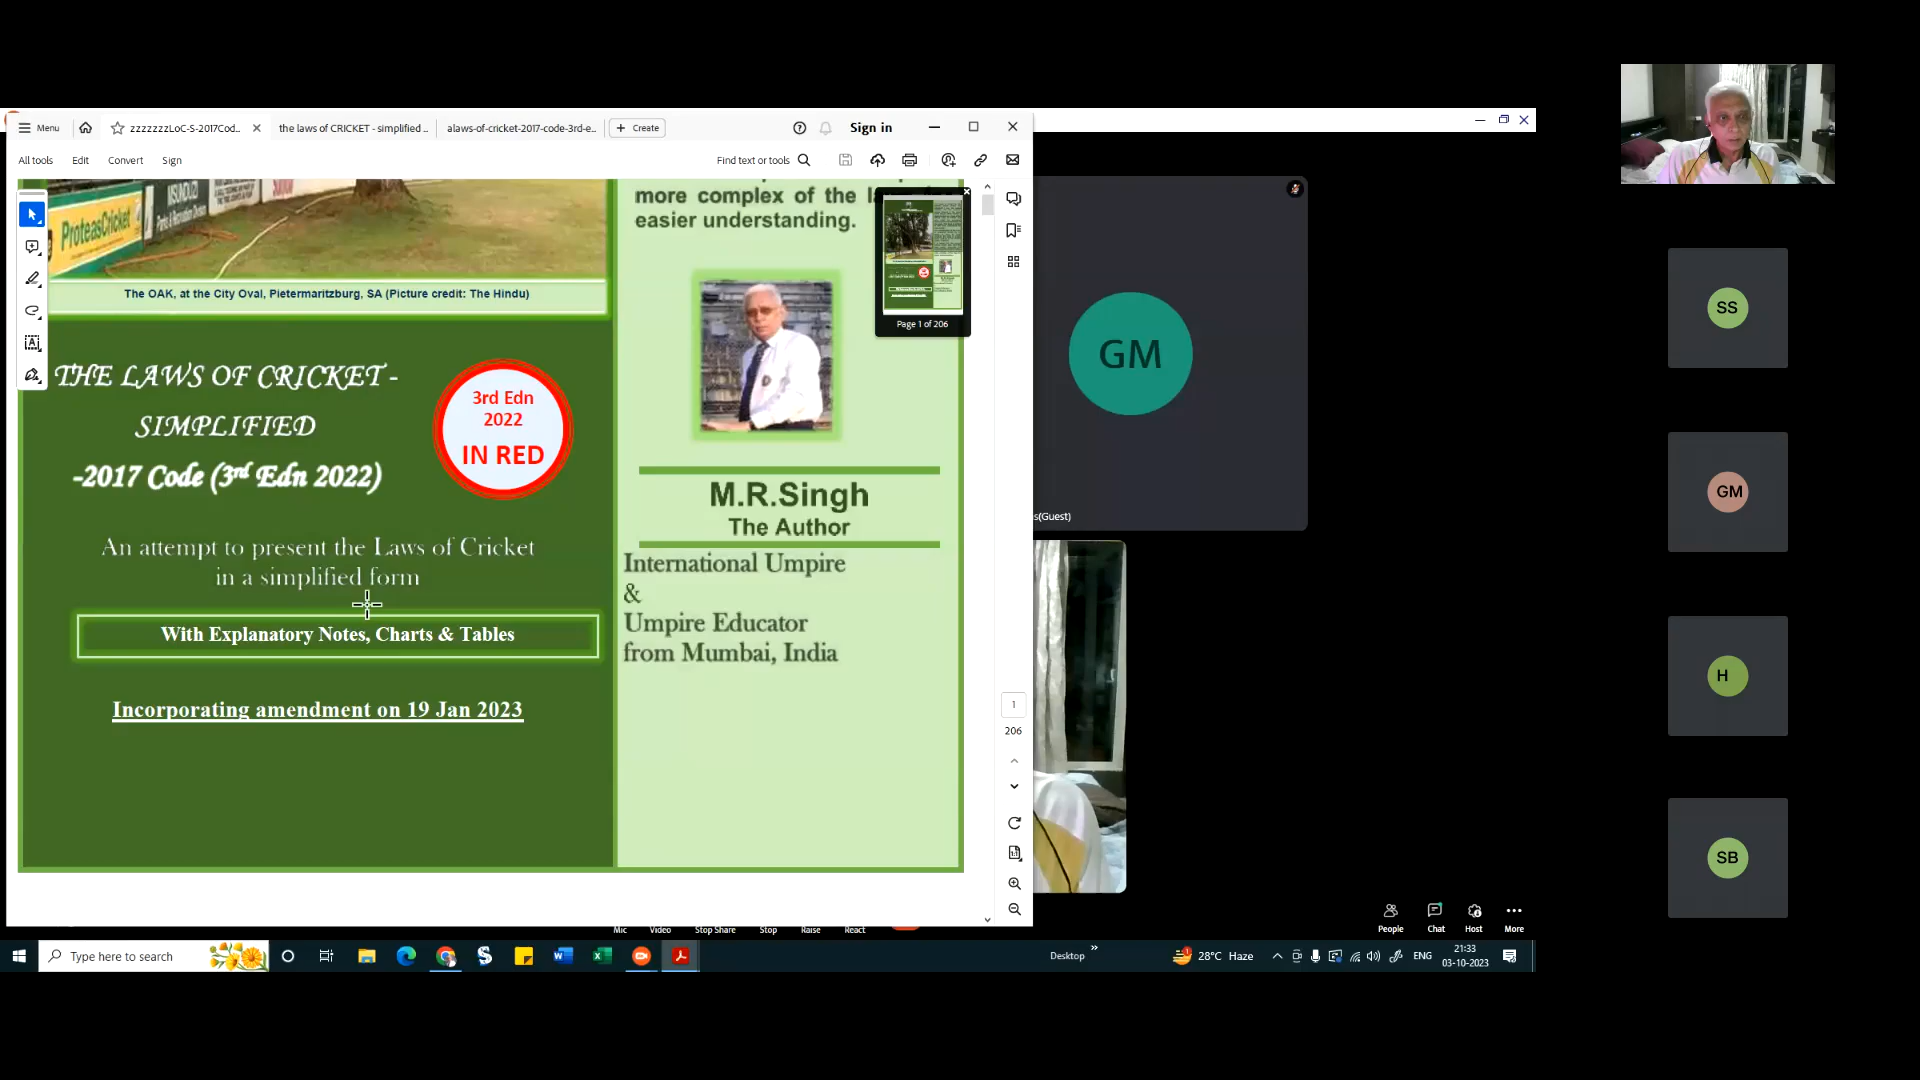 Menu
zzzzzzzLoC-S-2017Cod...
the laws of CRICKET - simplified ...
alaws-of-cricket-2017-code-3rd-e...
Create
Sign in
All tools
Edit
Convert
Sign
Find text or tools
ProteasCricket
MSUNDUZI
more complex of the la
easier understanding.
Page 1 of 206
The OAK, at the City Oval, Pietermaritzburg, SA (Picture credit: The Hindu)
THE LAWS OF CRICKET -
SIMPLIFIED
-2017 Code (3rd Edn 2022)
3rd Edn
2022
IN RED
An attempt to present the Laws of Cricket
in a simplified form
With Explanatory Notes, Charts & Tables
Incorporating amendment on 19 Jan 2023
M.R.Singh
The Author
International Umpire
&
Umpire Educator
from Mumbai, India
1
206
GM
s(Guest)
SS
GM
H
SB
Mic
Video
Stop Share
Stop
Raise
React
People
Chat
Host
More
Type here to search
Desktop
28°C Haze
ENG
21:33
03-10-2023